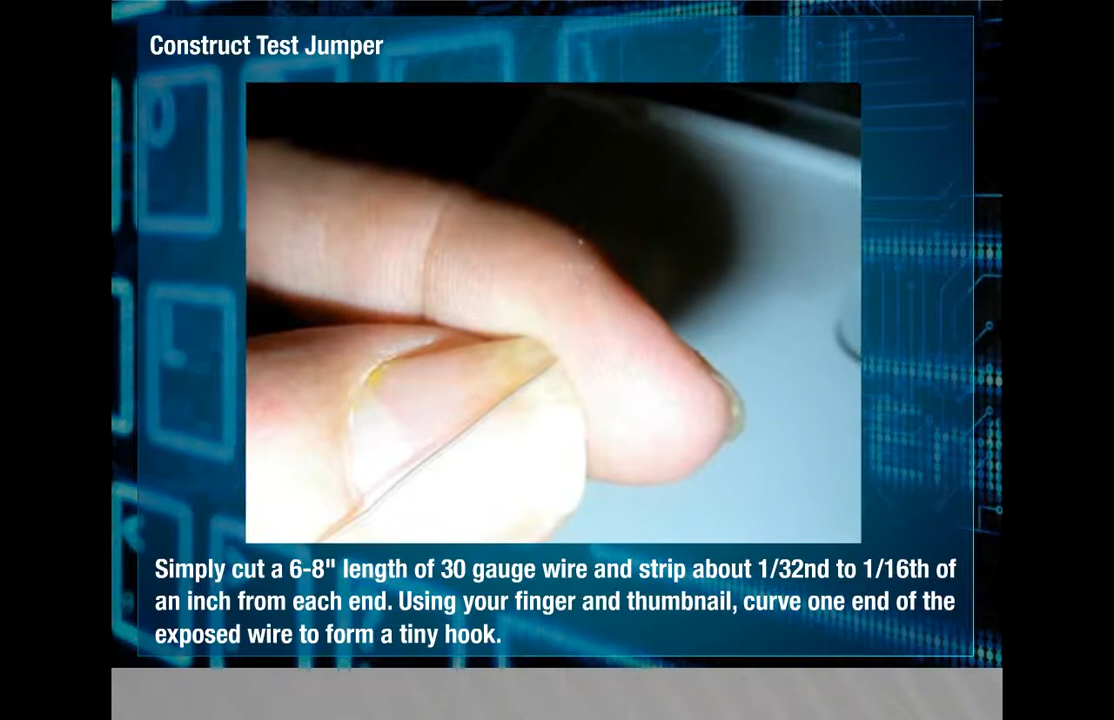 Construct Test Jumper
Simply cut a 6-8" length of 30 gauge wire and strip about 1/32nd to 1/16th of
an inch from each end. Using your finger and thumbnail, curve one end of the
exposed wire to form a tiny hook.